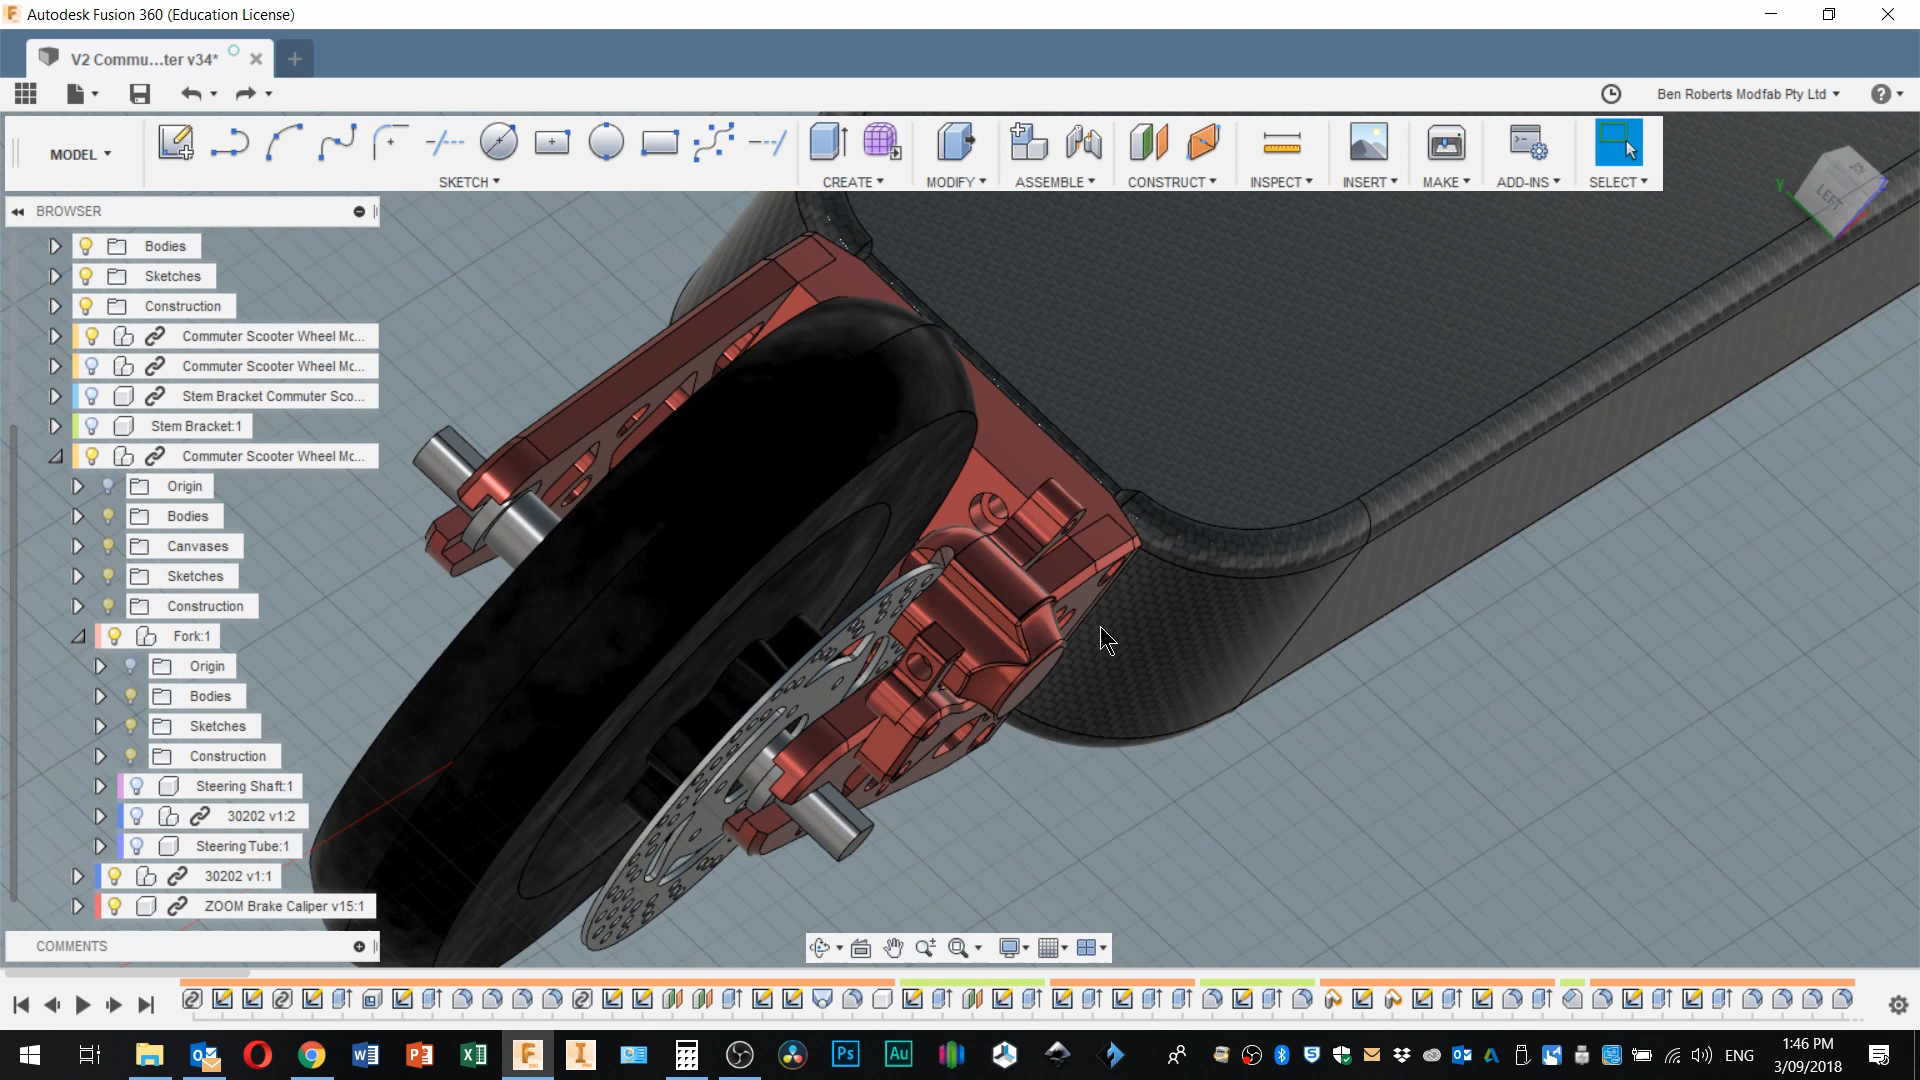 Autodesk Fusion 360 (Education License)
V2 Commu...ter v34*
Ben Roberts Modfab Pty Ltd
MODEL
SKETCH
CREATE
MODIFY
ASSEMBLE
CONSTRUCT
INSPECT
INSERT
MAKE
ADD-INS
SELECT
Y
Z
LEFT
BROWSER
Bodies
Sketches
Construction
Commuter Scooter Wheel Mc...
Commuter Scooter Wheel Mc...
Stem Bracket Commuter Sco...
Stem Bracket:1
Commuter Scooter Wheel Mc...
Origin
Bodies
Canvases
Sketches
Construction
Fork:1
Origin
Bodies
Sketches
Construction
Steering Shaft:1
30202 v1:2
Steering Tube:1
30202 v1:1
ZOOM Brake Caliper v15:1
COMMENTS
Ps
Au
ENG
1:46 PM
3/09/2018